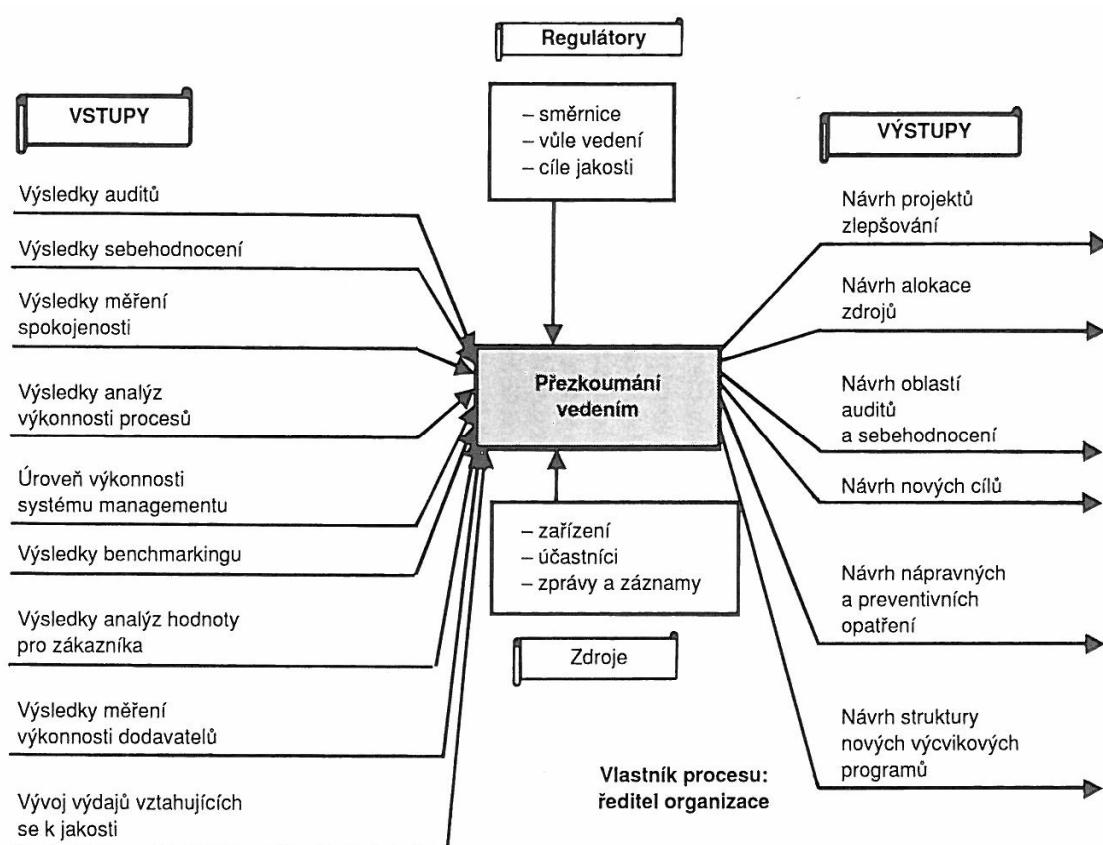 Regulátory
– směrnice
– vůle vedení
– cíle jakosti
VSTUPY
Výsledky auditů
Výsledky sebehodnocení
Výsledky měření
spokojenosti
Výsledky analýz
výkonnosti procesů
Úroveň výkonnosti
systému managementu
Výsledky benchmarkingu
Výsledky analýz hodnoty
pro zákazníka
Výsledky měření
výkonnosti dodavatelů
Vývoj výdajů vztahujících
se k jakosti
Přezkoumání
vedením
– zařízení
– účastníci
– zprávy a záznamy
Zdroje
Vlastník procesu:
ředitel organizace
VÝSTUPY
Návrh projektů
zlepšování
Návrh alokace
zdrojů
Návrh oblastí
auditů
a sebehodnocení
Návrh nových cílů
Návrh nápravných
a preventivních
opatření
Návrh struktury
nových výcvikových
programů